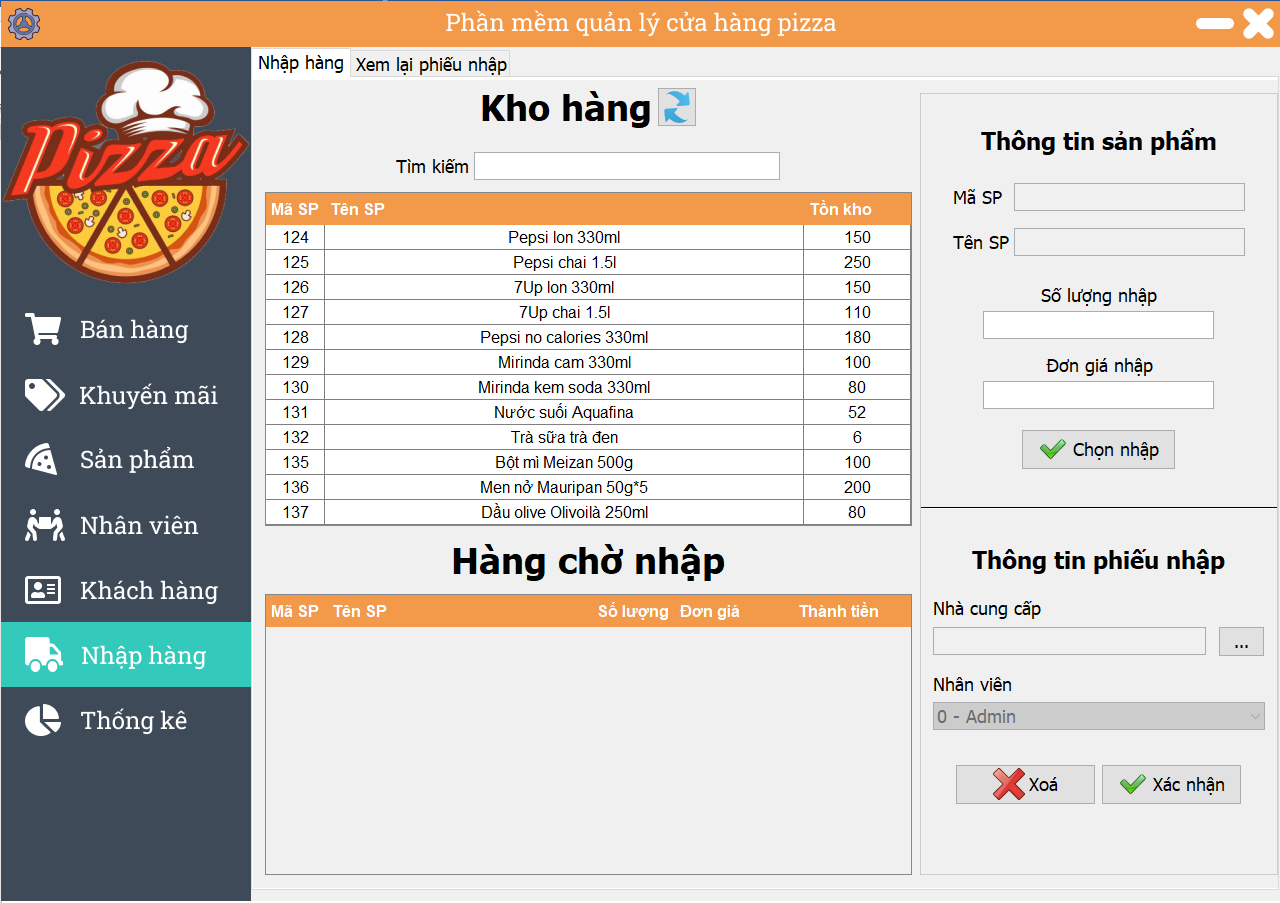 Phần mềm quản lý cửa hàng pizza
Pizza
Bán hàng
Khuyến mãi
Sản phẩm
Nhân viên
Khách hàng
Nhập hàng
Thống kê
Nhập hàng Xem lại phiếu nhập
Kho hàng
Tìm kiếm
Mã SP Tên SP Tồn kho
124 Pepsi lon 330ml 150
125 Pepsi chai 1.5l 250
126 7Up lon 330ml 150
127 7Up chai 1.5l 110
128 Pepsi no calories 330ml 180
129 Mirinda cam 330ml 100
130 Mirinda kem soda 330ml 80
131 Nước suối Aquafina 52
132 Trà sữa trà đen 6
135 Bột mì Meizan 500g 100
136 Men nở Mauripan 50g*5 200
137 Dầu olive Olivoilà 250ml 80
Hàng chờ nhập
Mã SP Tên SP Số lượng Đơn giá Thành tiền
Thông tin sản phẩm
Mã SP
Tên SP
Số lượng nhập
Đơn giá nhập
Chọn nhập
Thông tin phiếu nhập
Nhà cung cấp
...
Nhân viên
0 - Admin
Xoá Xác nhận